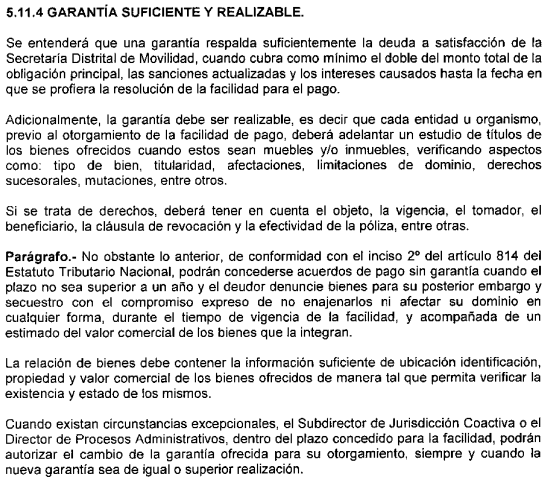 5.11.4 GARANTÍA SUFICIENTE Y REALIZABLE.
Se entenderá que una garantía respalda suficientemente la deuda a satisfacción de la
Secretaría Distrital de Movilidad, cuando cubra como mínimo el doble del monto total de la
obligación principal, las sanciones actualizadas y los intereses causados hasta la fecha en
que se profiera la resolución de la facilidad para el pago.
Adicionalmente, la garantía debe ser realizable, es decir que cada entidad u organismo,
previo al otorgamiento de la facilidad de pago, deberá adelantar un estudio de títulos de
los bienes ofrecidos cuando estos sean muebles y/o inmuebles, verificando aspectos
como: tipo de bien, titularidad, afectaciones, limitaciones de dominio, derechos
sucesorales, mutaciones, entre otros.
Si se trata de derechos, deberá tener en cuenta el objeto, la vigencia, el tomador, el
beneficiario, la cláusula de revocación y la efectividad de la póliza, entre otras.
Parágrafo.- No obstante lo anterior, de conformidad con el inciso 2º del artículo 814 del
Estatuto Tributario Nacional, podrán concederse acuerdos de pago sin garantía cuando el
plazo no sea superior a un año y el deudor denuncie bienes para su posterior embargo y
secuestro con el compromiso expreso de no enajenarlos ni afectar su dominio en
cualquier forma, durante el tiempo de vigencia de la facilidad, y acompañada de un
estimado del valor comercial de los bienes que la integran.
La relación de bienes debe contener la información suficiente de ubicación identificación,
propiedad y valor comercial de los bienes ofrecidos de manera tal que permita verificar la
existencia y estado de los mismos.
Cuando existan circunstancias excepcionales, el Subdirector de Jurisdicción Coactiva o el
Director de Procesos Administrativos, dentro del plazo concedido para la facilidad, podrán
autorizar el cambio de la garantía ofrecida para su otorgamiento, siempre y cuando la
nueva garantía sea de igual o superior realización.